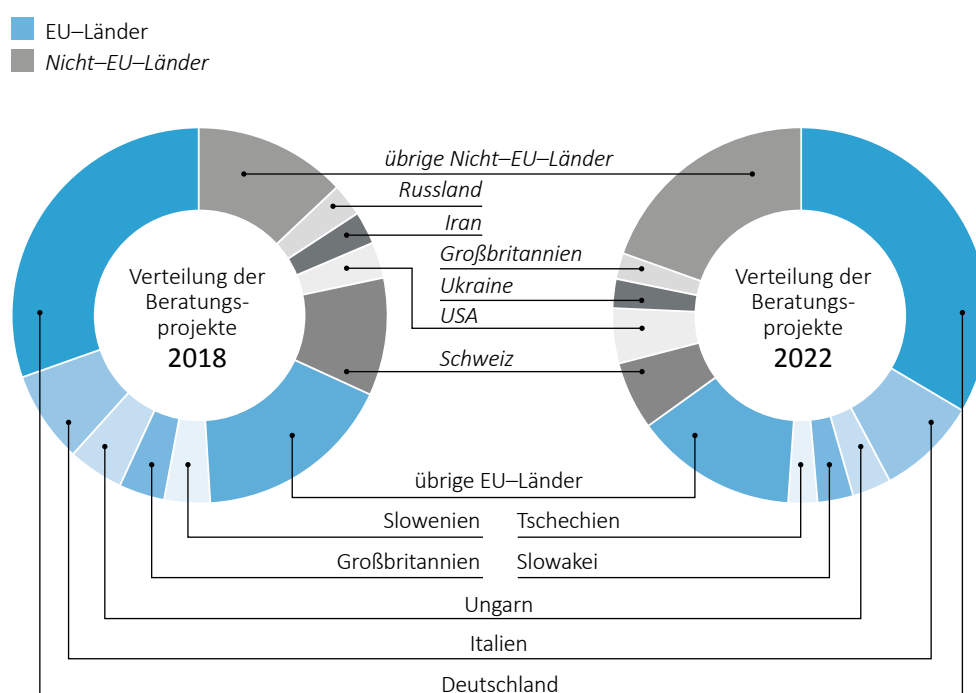 EU–Länder
Nicht–EU–Länder
übrige Nicht–EU–Länder
Russland
Iran
Großbritannien
Ukraine
USA
Schweiz
Verteilung der
Beratungs-
projekte
2018
Verteilung der
Beratungs-
projekte
2022
übrige EU–Länder
Slowenien
Tschechien
Großbritannien
Slowakei
Ungarn
Italien
Deutschland